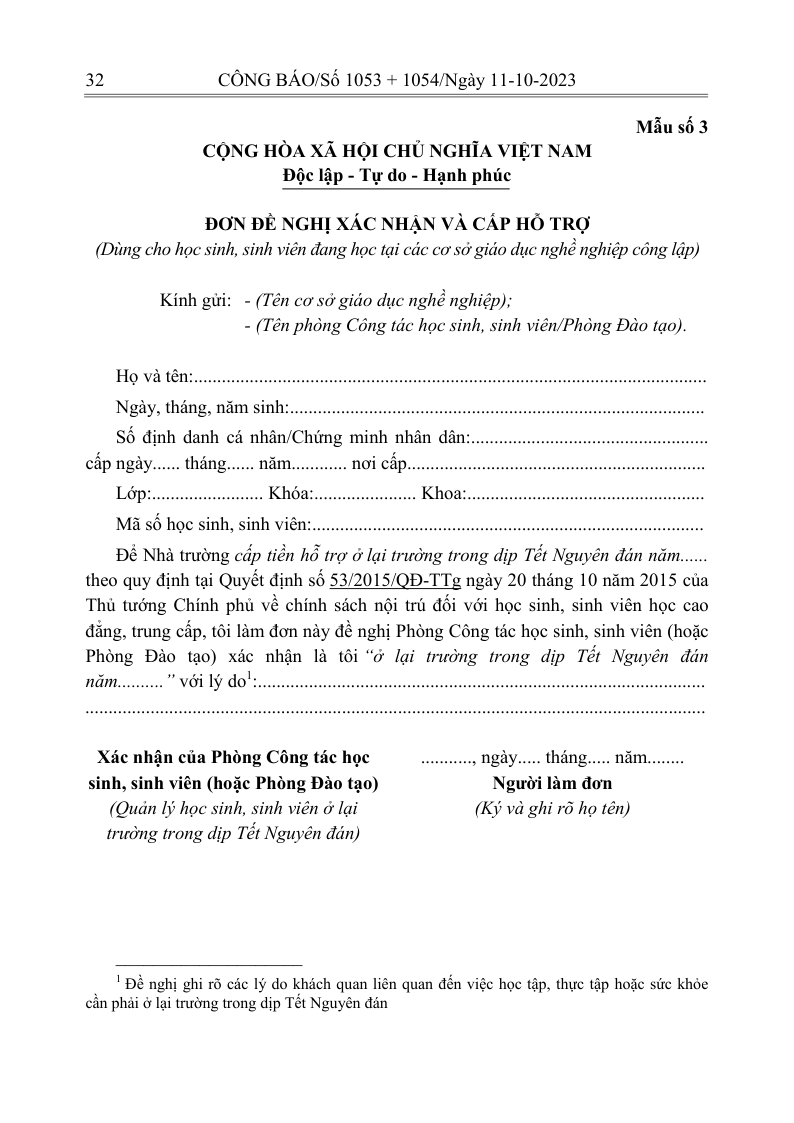 32 CÔNG BÁO/Số 1053 + 1054/Ngày 11-10-2023
Mẫu số 3
CỘNG HÒA XÃ HỘI CHỦ NGHĨA VIỆT NAM
Độc lập - Tự do - Hạnh phúc
ĐƠN ĐỀ NGHỊ XÁC NHẬN VÀ CẤP HỖ TRỢ
(Dùng cho học sinh, sinh viên đang học tại các cơ sở giáo dục nghề nghiệp công lập)
Kính gửi: - (Tên cơ sở giáo dục nghề nghiệp);
- (Tên phòng Công tác học sinh, sinh viên/Phòng Đào tạo).
Họ và tên:...............................................................................................................
Ngày, tháng, năm sinh:..........................................................................................
Số định danh cá nhân/Chứng minh nhân dân:...................................................
cấp ngày...... tháng...... năm............ nơi cấp................................................................
Lớp:........................ Khóa:...................... Khoa:...................................................
Mã số học sinh, sinh viên:.....................................................................................
Để Nhà trường cấp tiền hỗ trợ ở lại trường trong dịp Tết Nguyên đán năm......
theo quy định tại Quyết định số 53/2015/QĐ-TTg ngày 20 tháng 10 năm 2015 của
Thủ tướng Chính phủ về chính sách nội trú đối với học sinh, sinh viên học cao
đẳng, trung cấp, tôi làm đơn này đề nghị Phòng Công tác học sinh, sinh viên (hoặc
Phòng Đào tạo) xác nhận là tôi “ở lại trường trong dịp Tết Nguyên đán
năm..........” với lý do1:................................................................................................
......................................................................................................................................
Xác nhận của Phòng Công tác học
sinh, sinh viên (hoặc Phòng Đào tạo)
(Quản lý học sinh, sinh viên ở lại
trường trong dịp Tết Nguyên đán)
..........., ngày..... tháng..... năm........
Người làm đơn
(Ký và ghi rõ họ tên)
1 Đề nghị ghi rõ các lý do khách quan liên quan đến việc học tập, thực tập hoặc sức khỏe
cần phải ở lại trường trong dịp Tết Nguyên đán